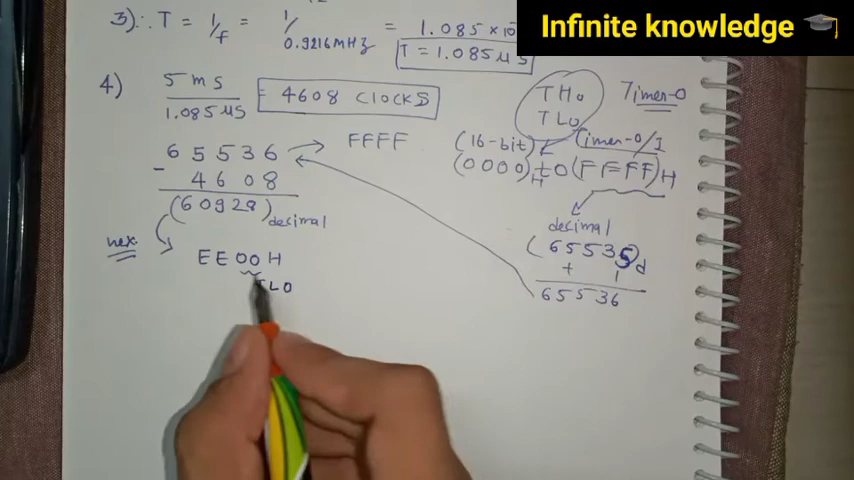 Infinite knowledge 🎓
3) ∴ T = 1/f = 1/0.9216MHz = 1.085 × 10
T = 1.085 μs
4) 5 ms / 1.085 μs = 4608 clocks
THo Timer-0
TLo
65536 → FFFF
- 4608
(60928) decimal
hex
EE00H
TL0
(16-bit) Timer-0/1
(0000)H to (FFFF)H
decimal
(65535)d
+ 1
65536